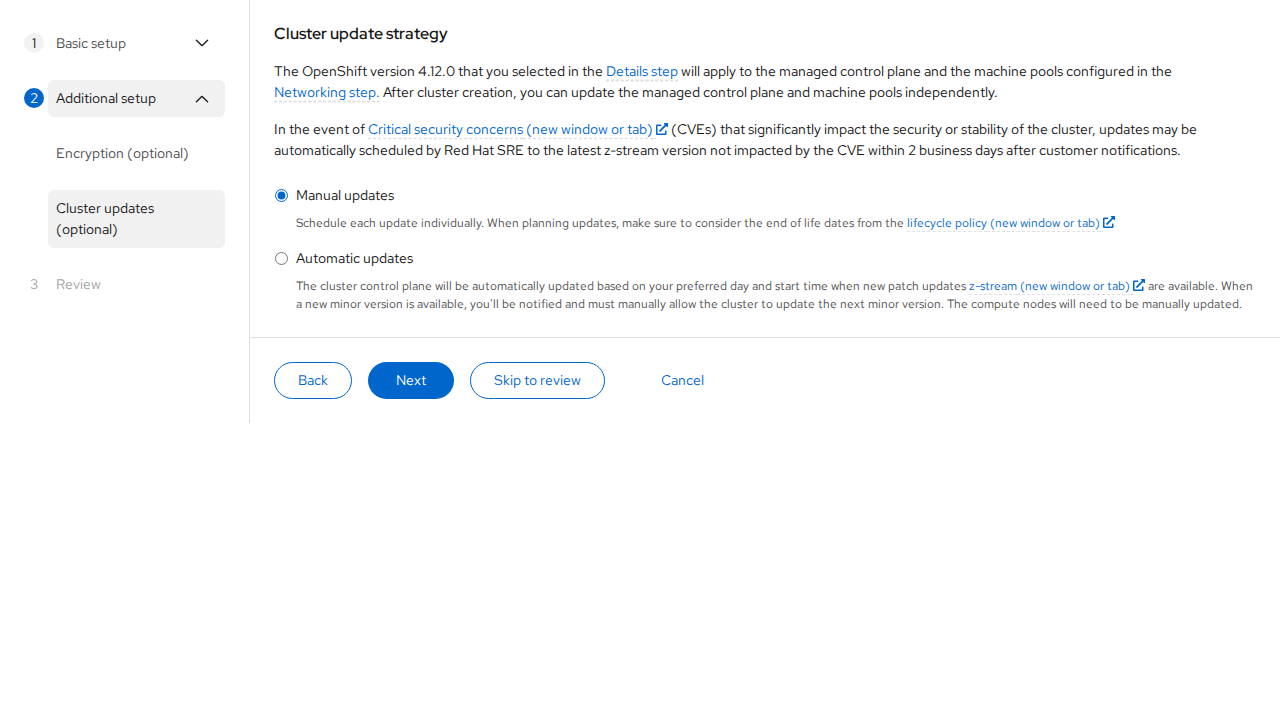 1 Basic setup
2 Additional setup
Encryption (optional)
Cluster updates
(optional)
3 Review
Cluster update strategy
The OpenShift version 4.12.0 that you selected in the Details step will apply to the managed control plane and the machine pools configured in the
Networking step. After cluster creation, you can update the managed control plane and machine pools independently.
In the event of Critical security concerns (new window or tab) (CVEs) that significantly impact the security or stability of the cluster, updates may be
automatically scheduled by Red Hat SRE to the latest z-stream version not impacted by the CVE within 2 business days after customer notifications.
Manual updates
Schedule each update individually. When planning updates, make sure to consider the end of life dates from the lifecycle policy (new window or tab)
Automatic updates
The cluster control plane will be automatically updated based on your preferred day and start time when new patch updates z-stream (new window or tab) are available. When
a new minor version is available, you'll be notified and must manually allow the cluster to update the next minor version. The compute nodes will need to be manually updated.
Back Next Skip to review Cancel